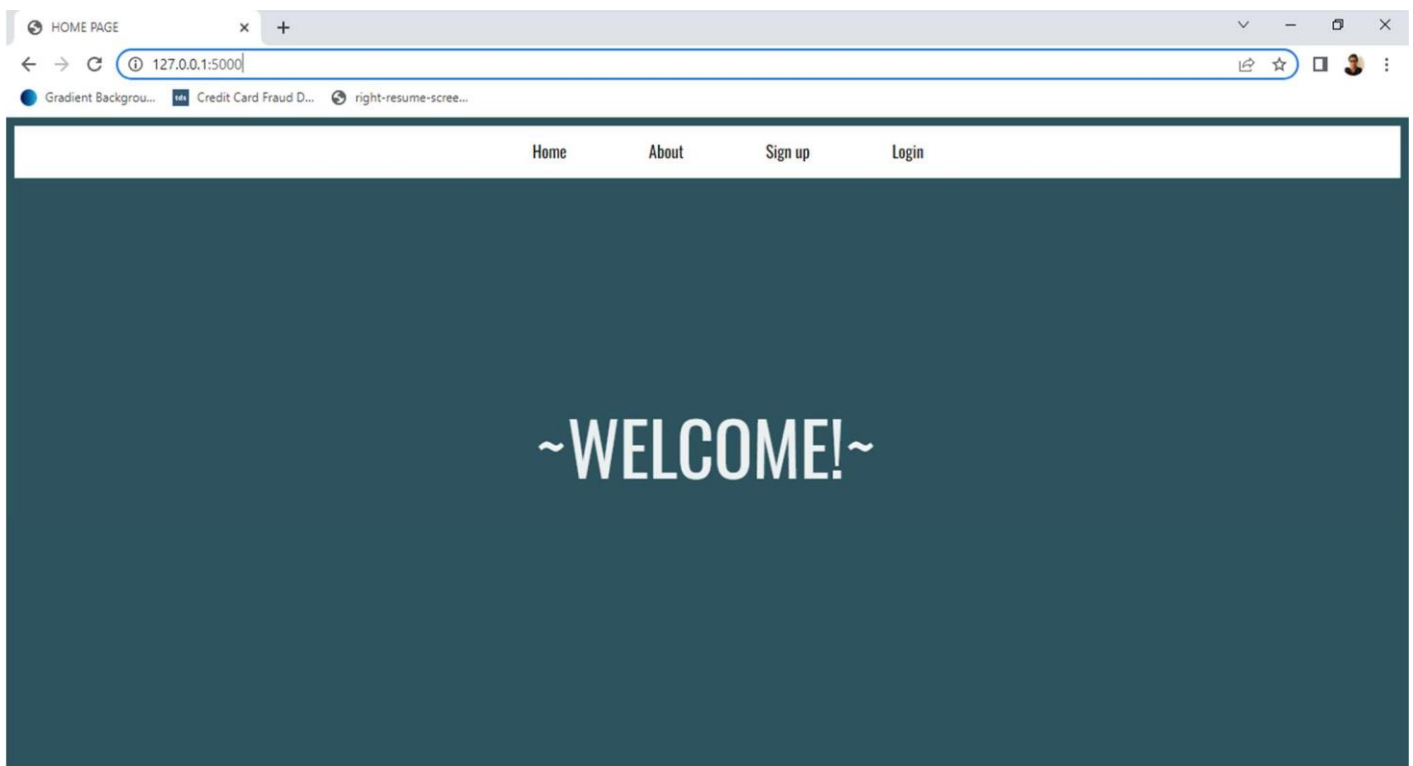 HOME PAGE
127.0.0.1:5000
Gradient Backgrou... tds Credit Card Fraud D... right-resume-scree...
Home About Sign up Login
~WELCOME!~